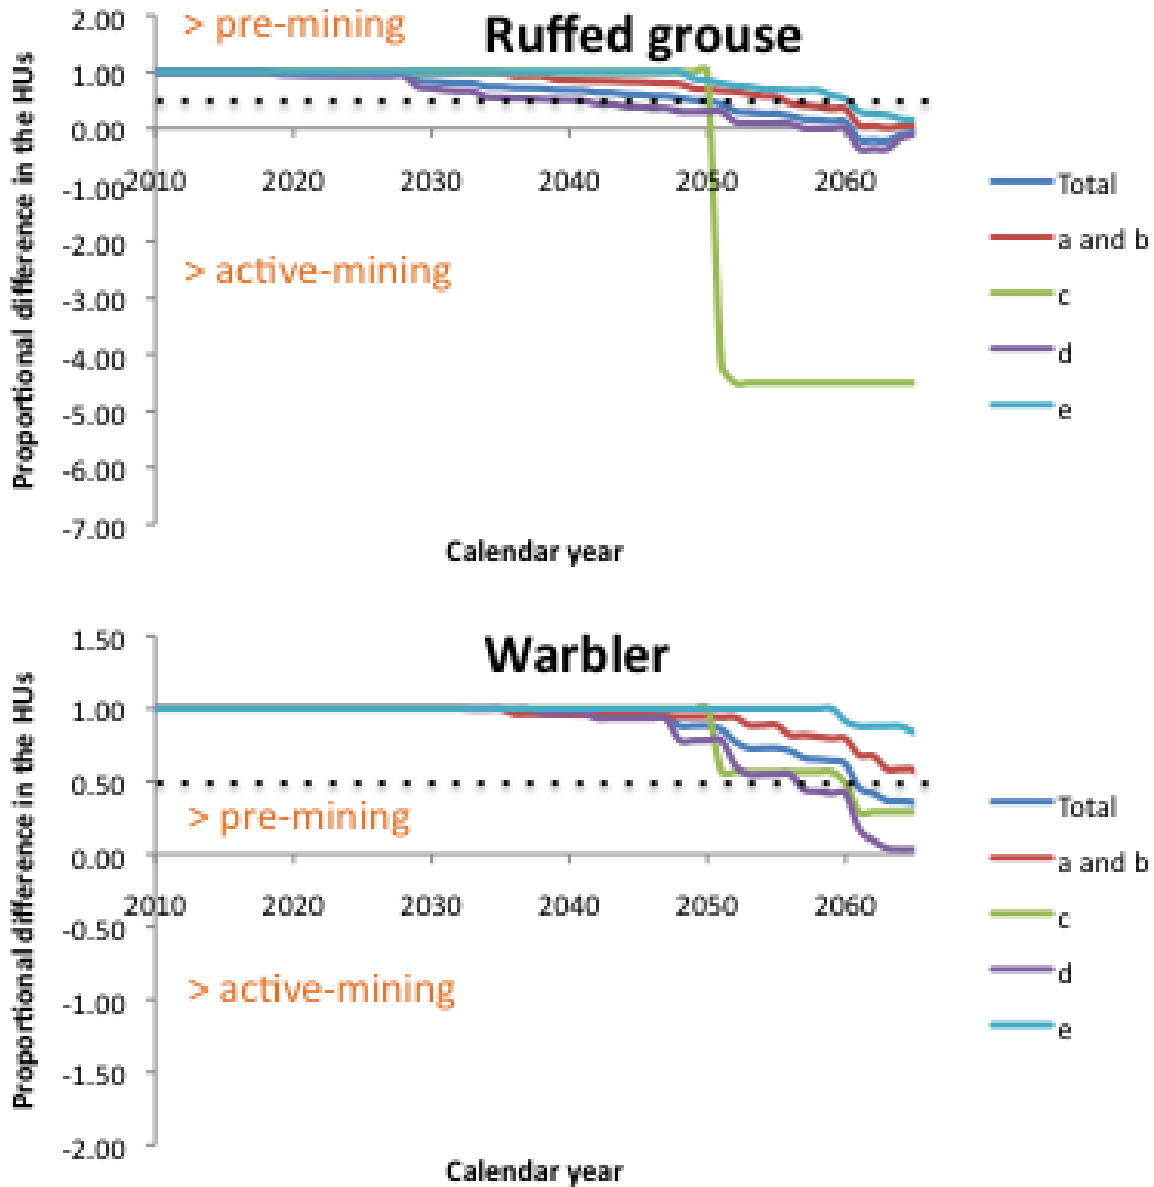 2.00
> pre-mining
Ruffed grouse
1.00
0.00
-1.00
2010
2020
2030
2040
2050
2060
-2.00
> active-mining
-3.00
-4.00
-5.00
-6.00
-7.00
Proportional difference in the HUs
Calendar year
Total
a and b
c
d
e
1.50
Warbler
1.00
0.50
> pre-mining
0.00
2010
2020
2030
2040
2050
2060
-0.50
> active-mining
-1.00
-1.50
-2.00
Proportional difference in the HUs
Calendar year
Total
a and b
c
d
e